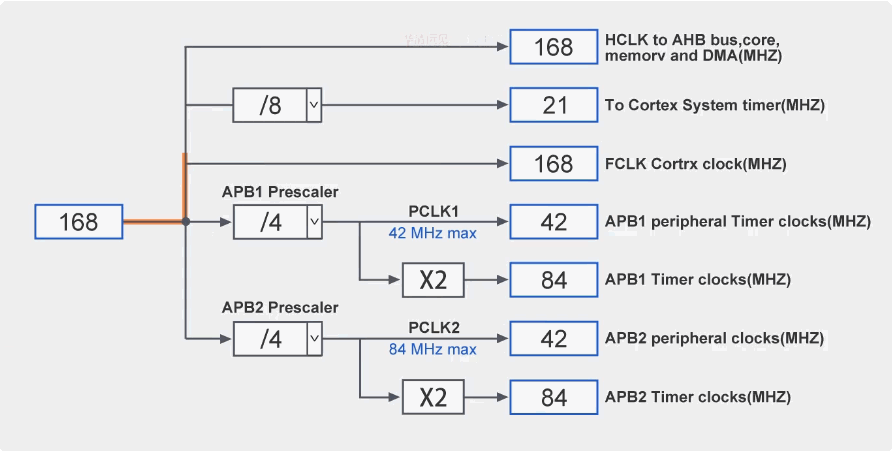 168
HCLK to AHB bus,core,
memorv and DMA(MHZ)
/8
21
To Cortex System timer(MHZ)
168
FCLK Cortrx clock(MHZ)
APB1 Prescaler
168
/4
PCLK1
42 MHz max
42
APB1 peripheral Timer clocks(MHZ)
X2
84
APB1 Timer clocks(MHZ)
APB2 Prescaler
/4
PCLK2
84 MHz max
42
APB2 peripheral clocks(MHZ)
X2
84
APB2 Timer clocks(MHZ)